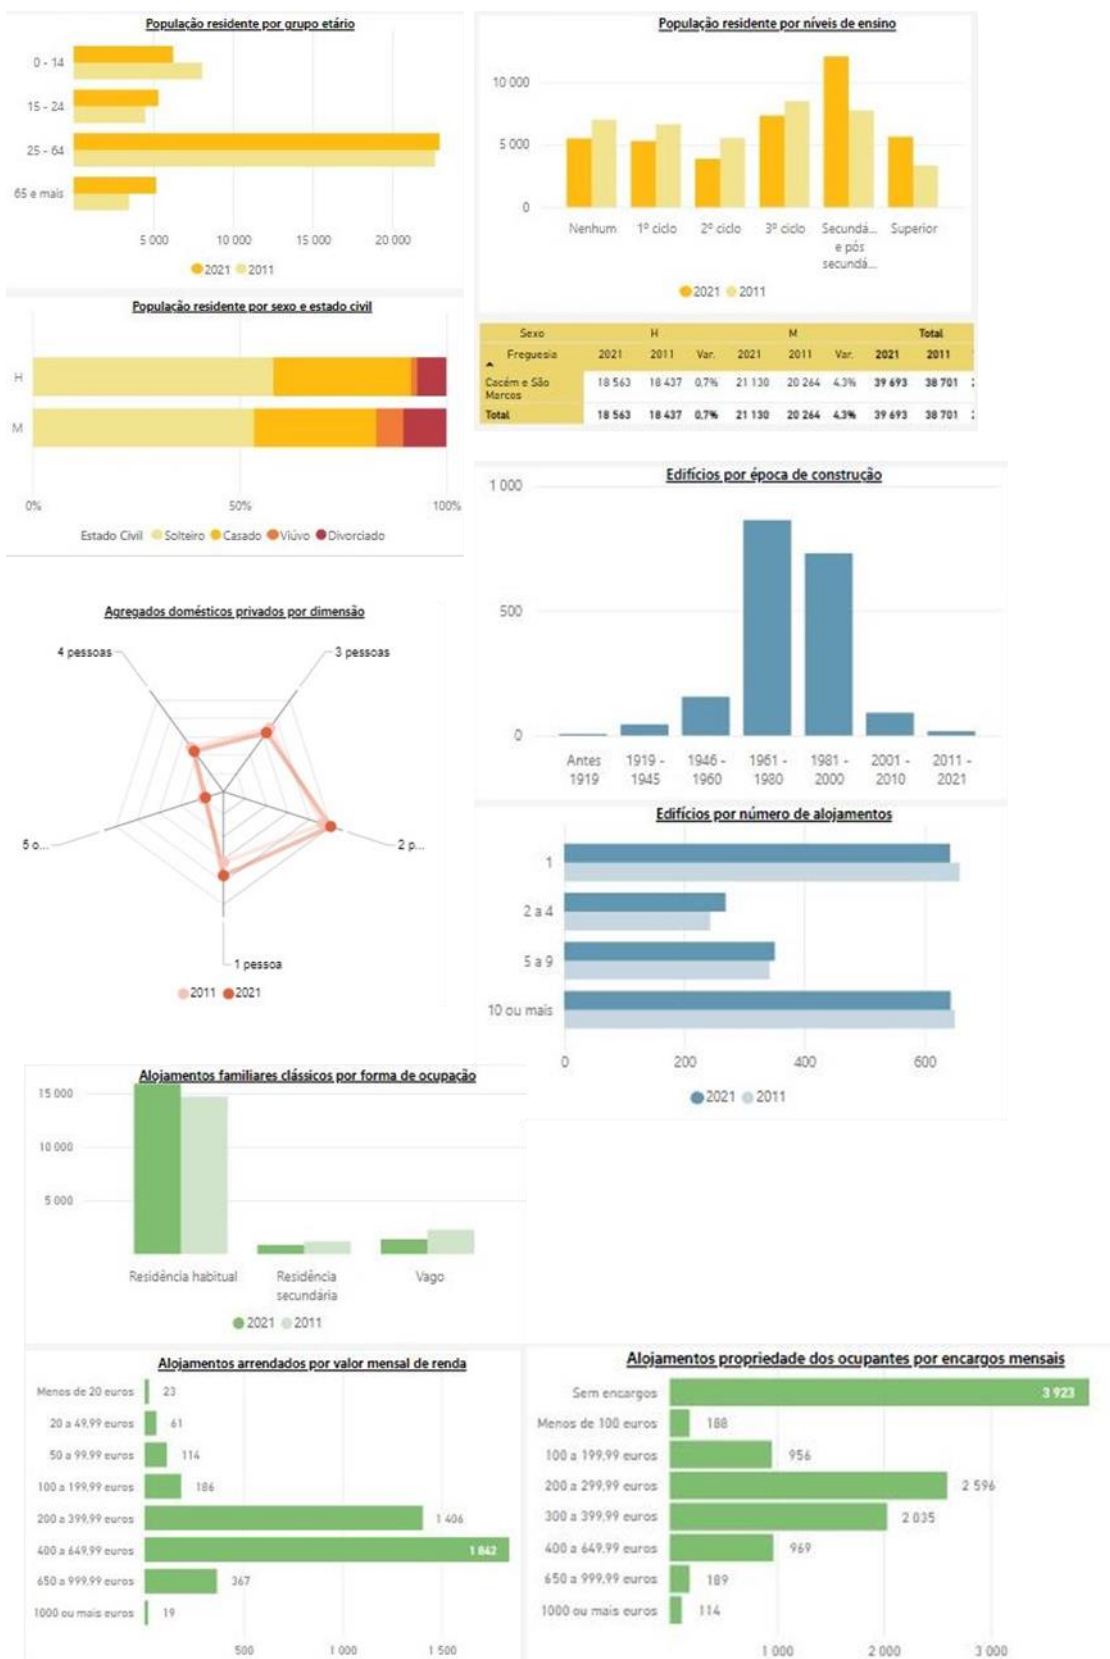 População residente por grupo etário
0 - 14
15 - 24
25 - 64
65 e mais
5 000 10 000 15 000 20 000
2021 2011
População residente por níveis de ensino
10 000
5 000
0
Nenhum 1º ciclo 2º ciclo 3º ciclo Secundá... e pós secundá... Superior
2021 2011
População residente por sexo e estado civil
H
M
0% 50% 100%
Estado Civil Solteiro Casado Viúvo Divorciado
Sexo H M Total
Freguesia 2021 2011 Var. 2021 2011 Var. 2021 2011
Cacém e São Marcos 18 563 18 437 0,7% 21 130 20 264 4,3% 39 693 38 701
Total 18 563 18 437 0,7% 21 130 20 264 4,3% 39 693 38 701
Edifícios por época de construção
1 000
500
0
Antes 1919 1919 - 1945 1946 - 1960 1961 - 1980 1981 - 2000 2001 - 2010 2011 - 2021
Agregados domésticos privados por dimensão
4 pessoas 3 pessoas
5 o... 2 p...
1 pessoa
2011 2021
Edifícios por número de alojamentos
1
2 a 4
5 a 9
10 ou mais
0 200 400 600
2021 2011
Alojamentos familiares clássicos por forma de ocupação
15 000
10 000
5 000
Residência habitual Residência secundária Vago
2021 2011
Alojamentos arrendados por valor mensal de renda
Menos de 20 euros 23
20 a 49,99 euros 61
50 a 99,99 euros 114
100 a 199,99 euros 186
200 a 399,99 euros 1 406
400 a 649,99 euros 1 842
650 a 999,99 euros 367
1000 ou mais euros 19
500 1 000 1 500
Alojamentos propriedade dos ocupantes por encargos mensais
Sem encargos 3 923
Menos de 100 euros 188
100 a 199,99 euros 956
200 a 299,99 euros 2 596
300 a 399,99 euros 2 035
400 a 649,99 euros 969
650 a 999,99 euros 189
1000 ou mais euros 114
1 000 2 000 3 000